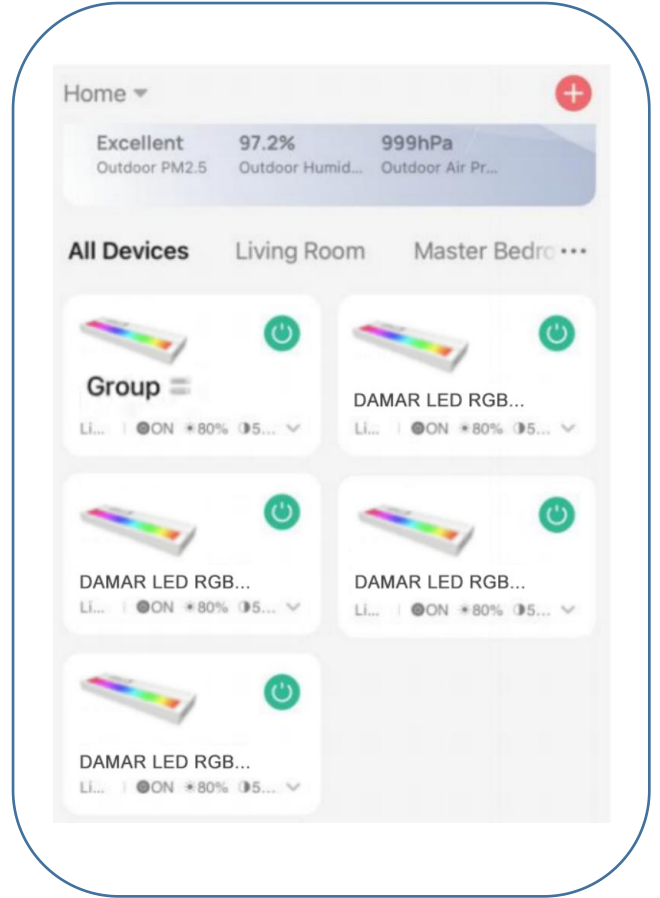 Home
Excellent 97.2% 999hPa
Outdoor PM2.5 Outdoor Humid... Outdoor Air Pr...
All Devices Living Room Master Bedro ...
Group
DAMAR LED RGB...
Li... ON 80% 5... Li... ON 80% 5...
DAMAR LED RGB... DAMAR LED RGB...
Li... ON 80% 5... Li... ON 80% 5...
DAMAR LED RGB...
Li... ON 80% 5...